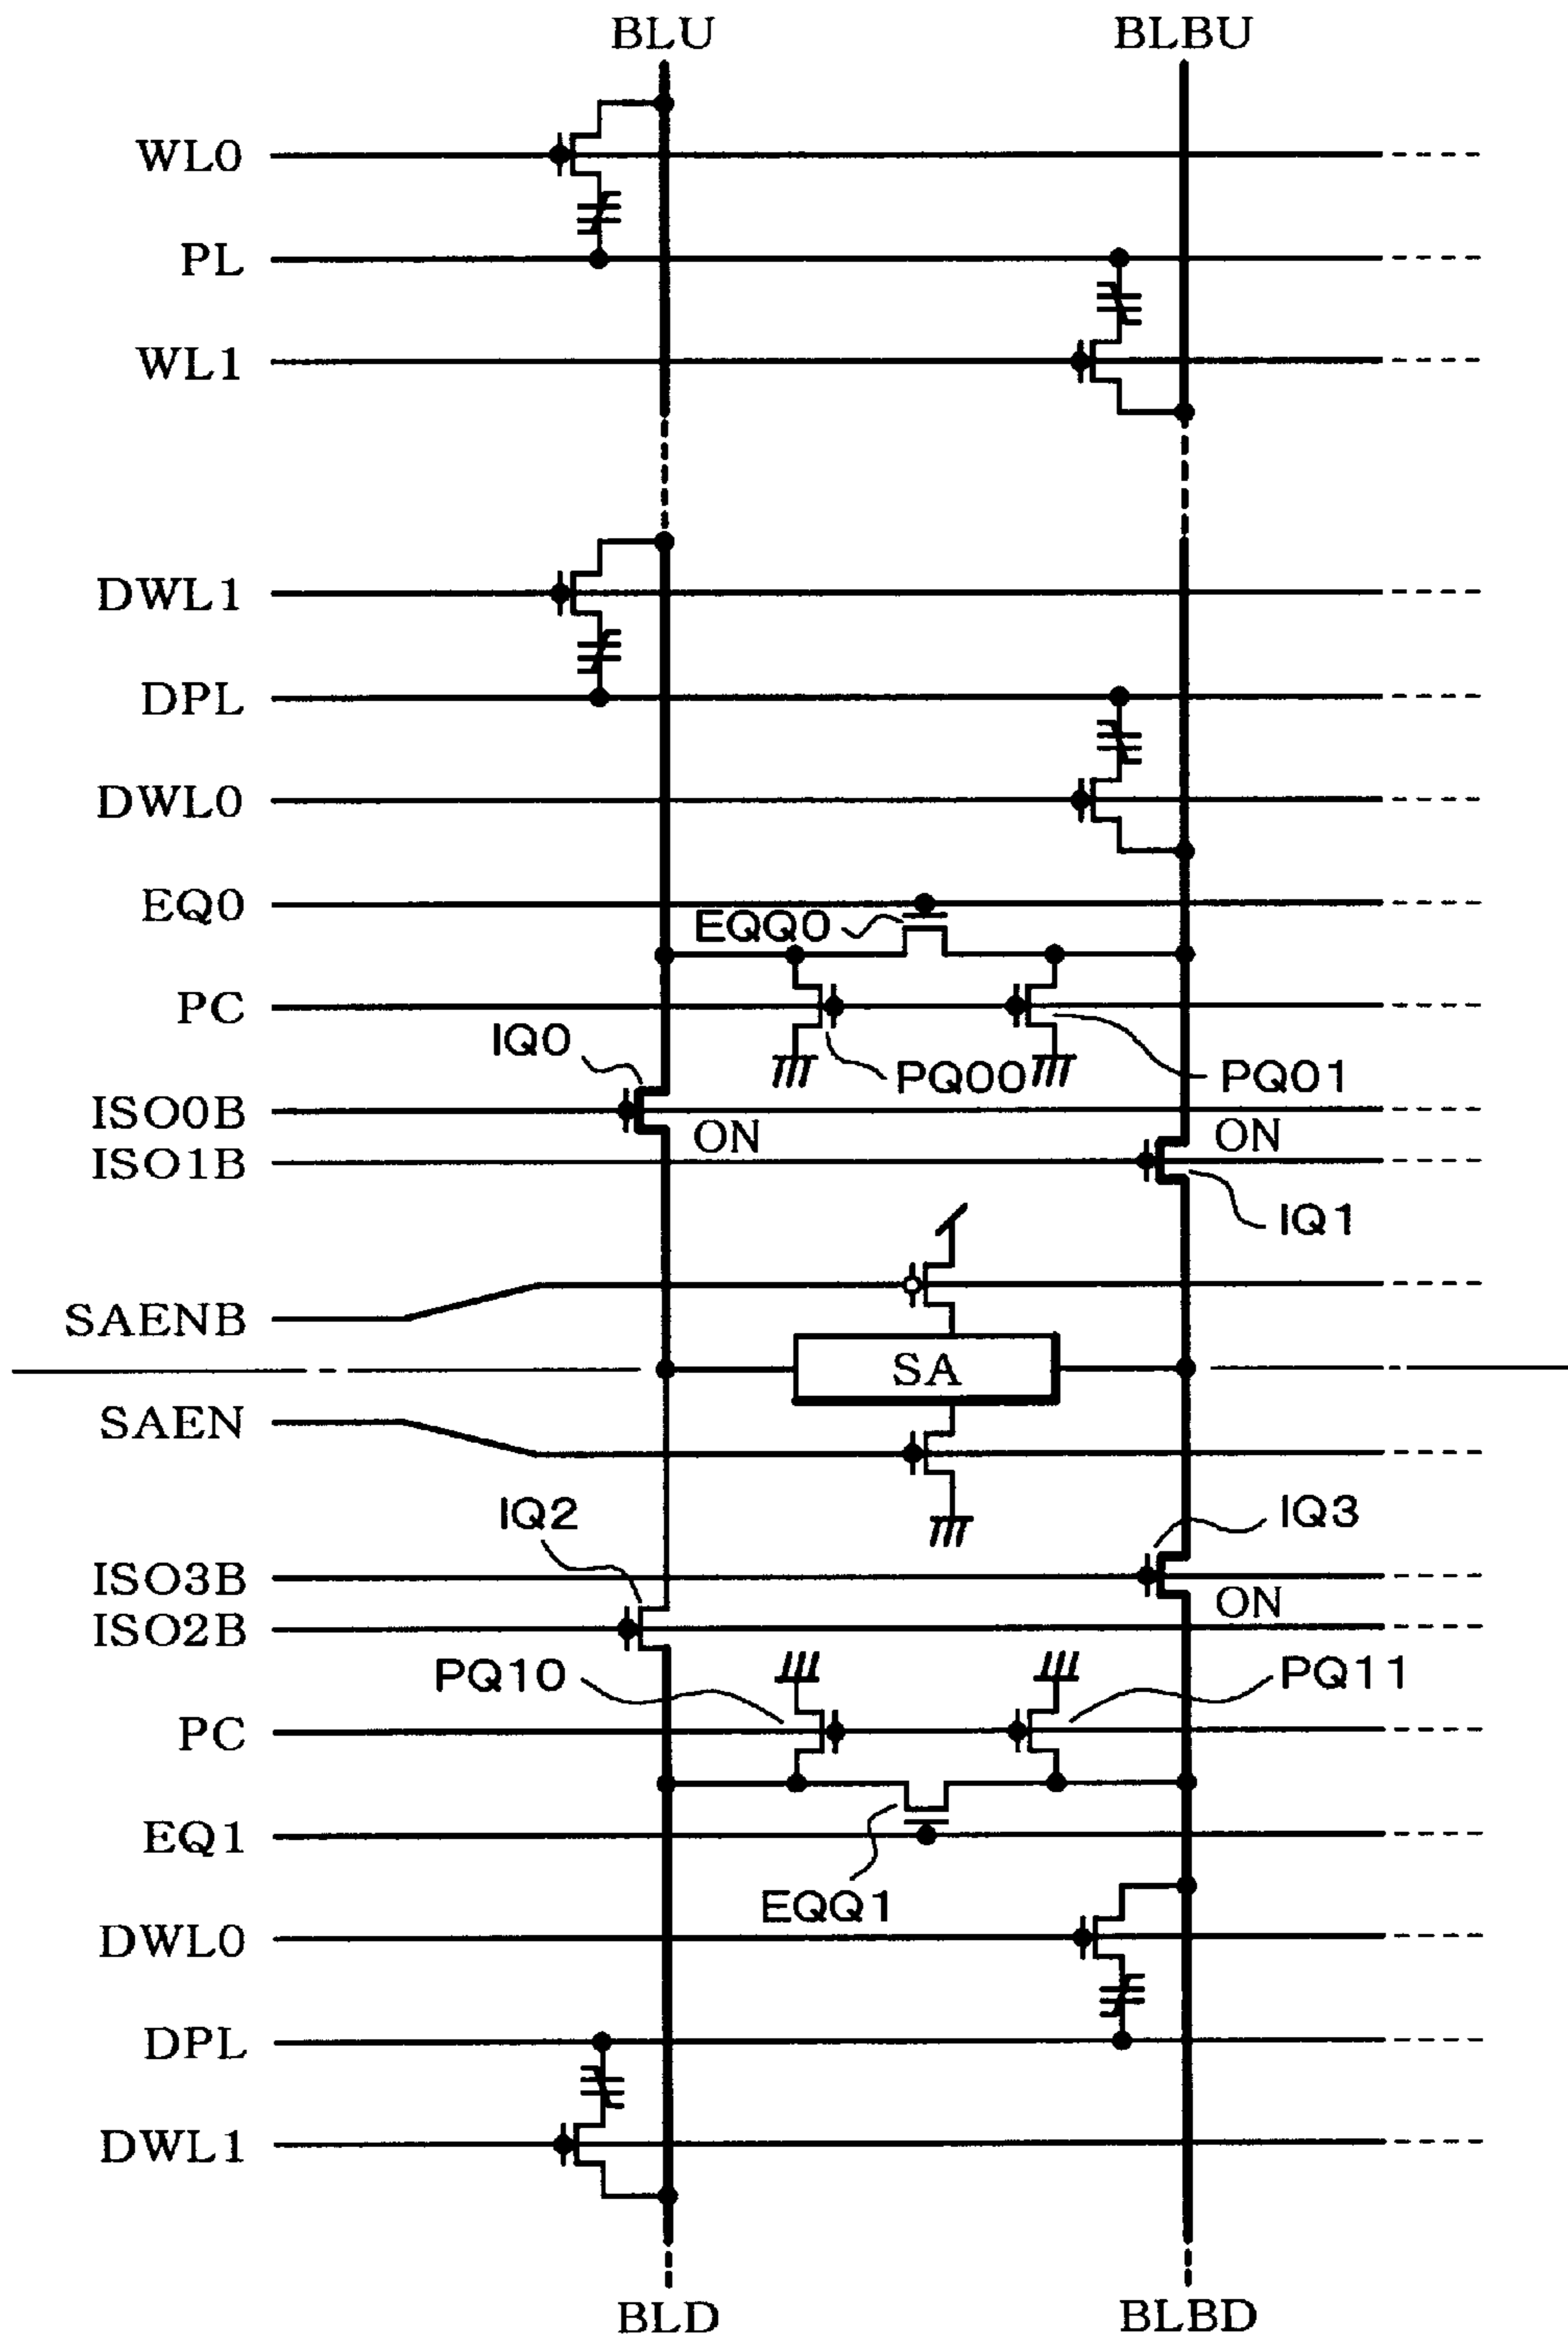 BLU BLBU
WL0
PL
WL1
DWL1
DPL
DWL0
EQ0
EQQ0
PC
IQ0
PQ00 PQ01
ISO0B
ON ON
ISO1B
IQ1
SAENB
SA
SAEN
IQ2 IQ3
ISO3B
ON
ISO2B
PQ10 PQ11
PC
EQ1
EQQ1
DWL0
DPL
DWL1
BLD BLBD